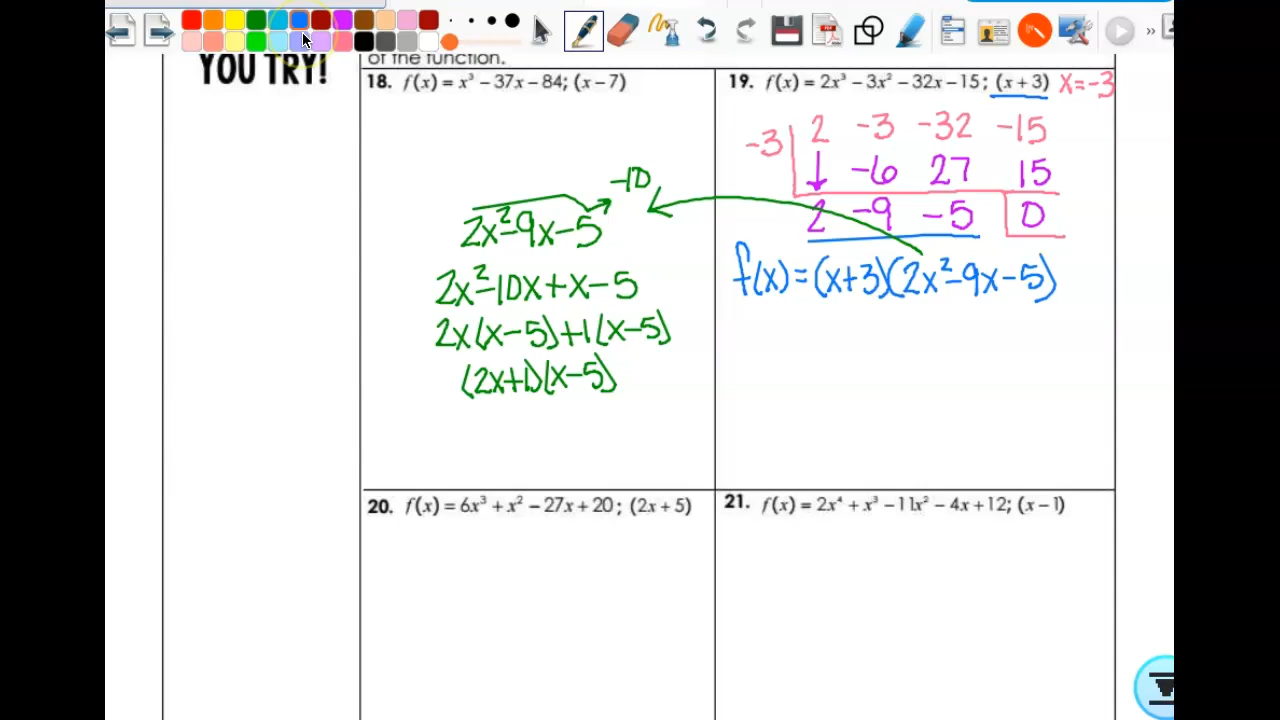 of the function.
YOU TRY!
18. f(x) = x³ – 37x – 84; (x – 7)
2x²-9x-5 -10
2x²-10x+x-5
2x(x-5)+1(x-5)
(2x+1)(x-5)
19. f(x) = 2x³ – 3x² – 32x – 15; (x + 3) x=-3
-3 2 -3 -32 -15
↓ -6 27 15
2 -9 -5 0
f(x)=(x+3)(2x²-9x-5)
20. f(x) = 6x³ + x² – 27x + 20; (2x + 5)
21. f(x) = 2x⁴ + x³ – 11x² – 4x + 12; (x – 1)